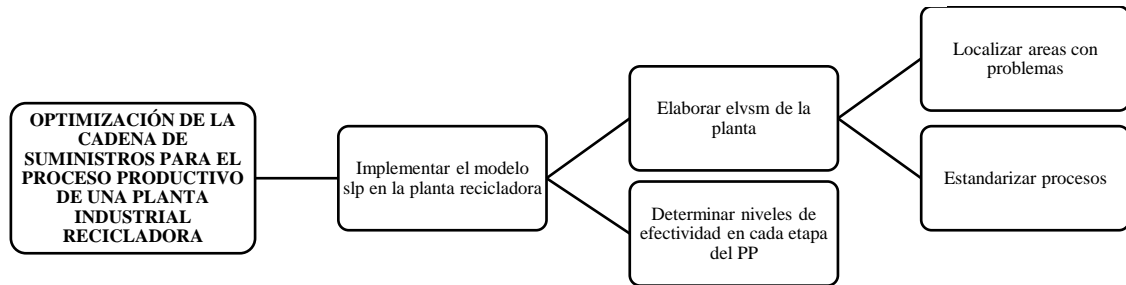 OPTIMIZACIÓN DE LA
CADENA DE
SUMINISTROS PARA EL
PROCESO PRODUCTIVO
DE UNA PLANTA
INDUSTRIAL
RECICLADORA
Implementar el modelo
slp en la planta recicladora
Elaborar elvsm de la
planta
Determinar niveles de
efectividad en cada etapa
del PP
Localizar areas con
problemas
Estandarizar procesos